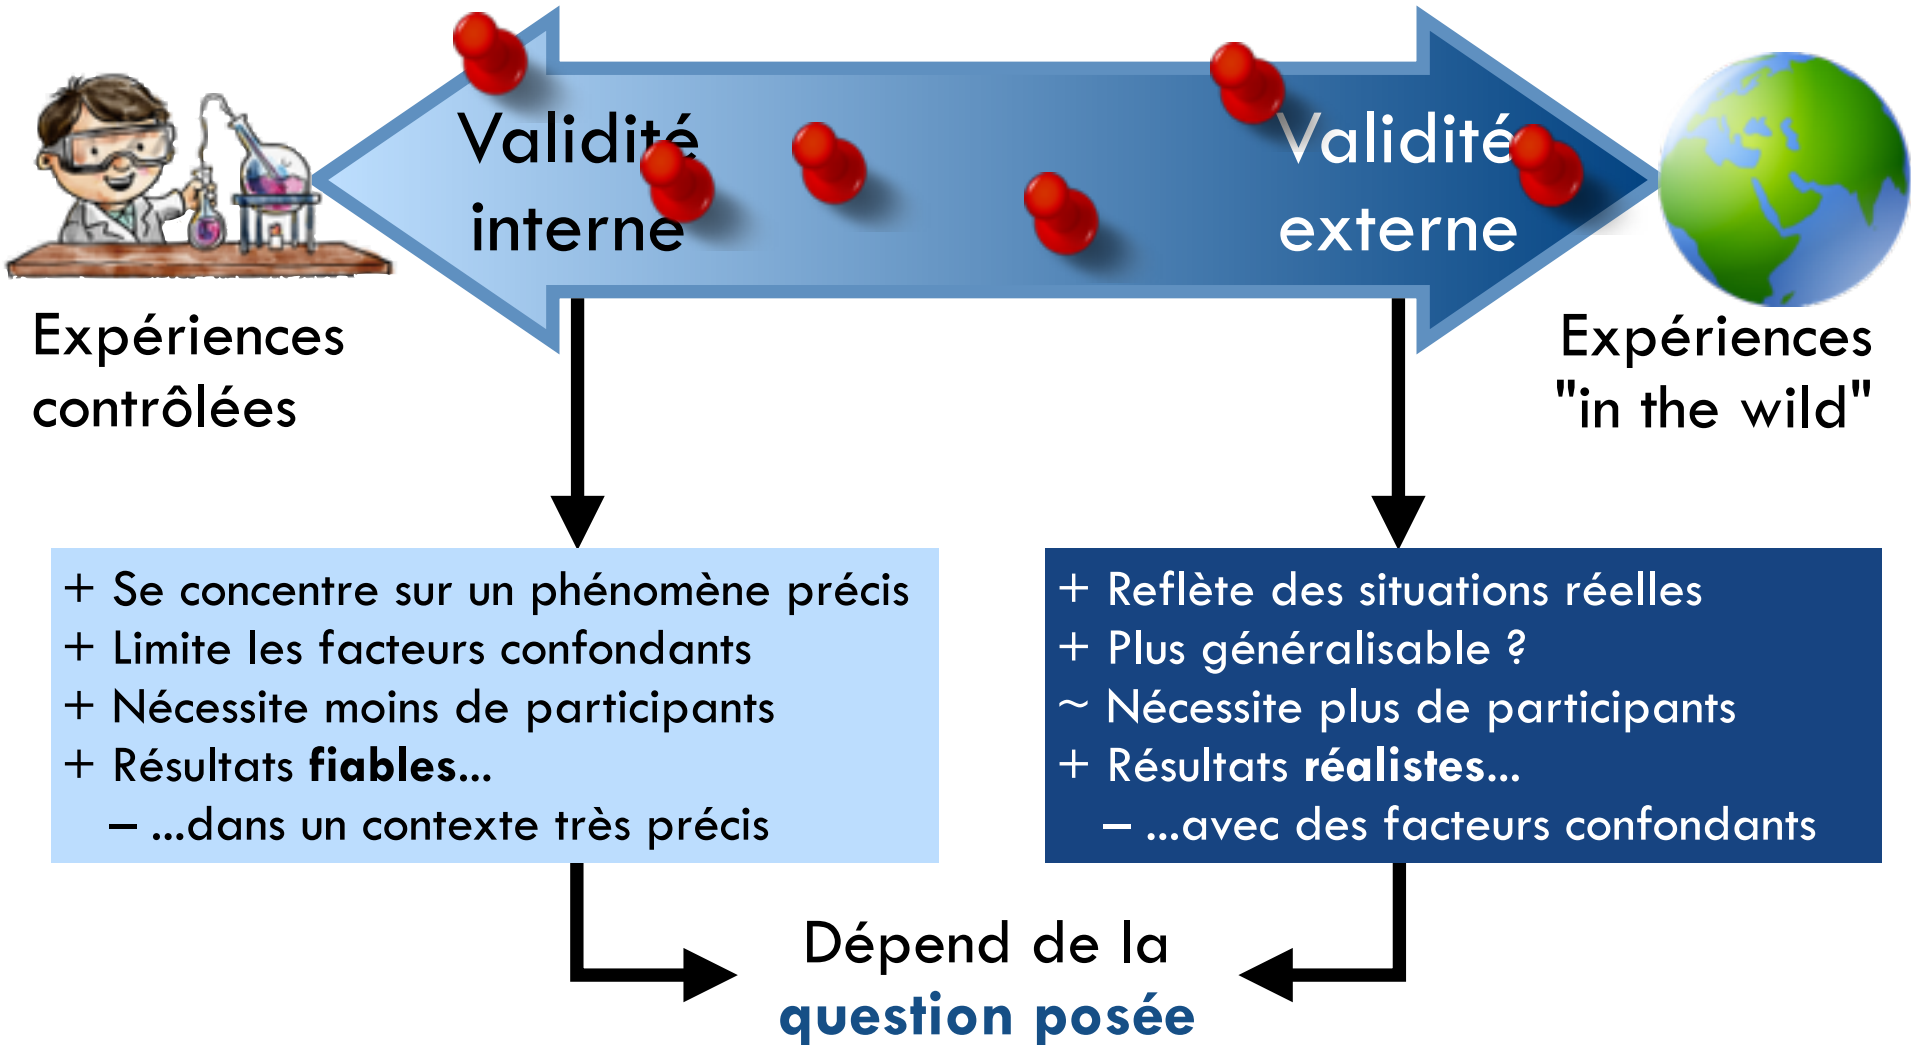 Validité
interne
Validité
externe
Expériences
contrôlées
Expériences
"in the wild"
+ Se concentre sur un phénomène précis
+ Limite les facteurs confondants
+ Nécessite moins de participants
+ Résultats fiables...
– ...dans un contexte très précis
+ Reflète des situations réelles
+ Plus généralisable ?
~ Nécessite plus de participants
+ Résultats réalistes...
– ...avec des facteurs confondants
Dépend de la
question posée